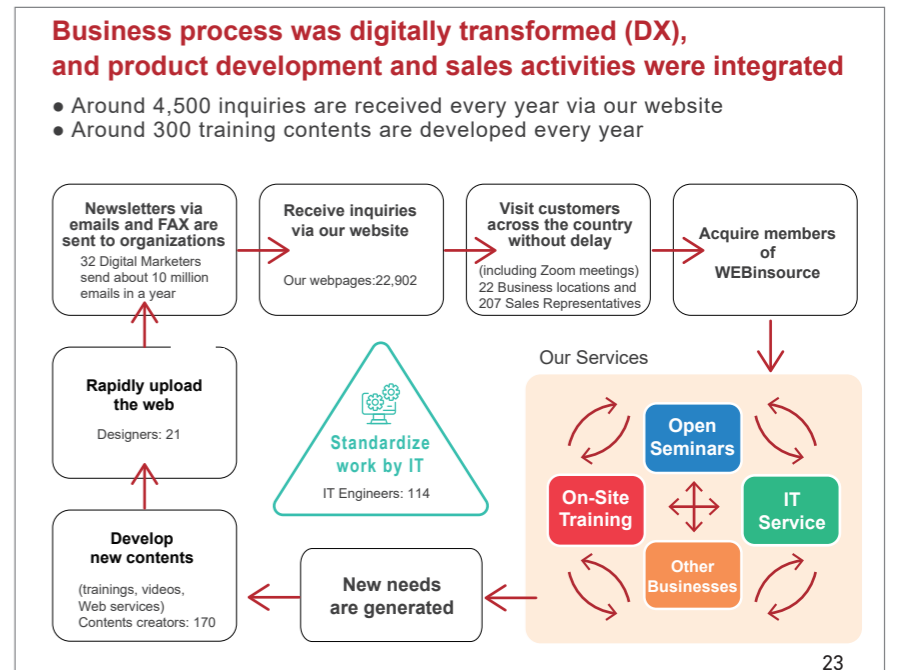 Business process was digitally transformed (DX),
and product development and sales activities were integrated
● Around 4,500 inquiries are received every year via our website
● Around 300 training contents are developed every year
Newsletters via
emails and FAX are
sent to organizations
32 Digital Marketers
send about 10 million
emails in a year
Receive inquiries
via our website
Our webpages:22,902
Visit customers
across the country
without delay
(including Zoom meetings)
22 Business locations and
207 Sales Representatives
Acquire members
of
WEBinsource
Rapidly upload
the web
Designers: 21
Standardize
work by IT
IT Engineers: 114
Our Services
Open
Seminars
On-Site
Training
IT
Service
Other
Businesses
Develop
new contents
(trainings, videos,
Web services)
Contents creators: 170
New needs
are generated
23